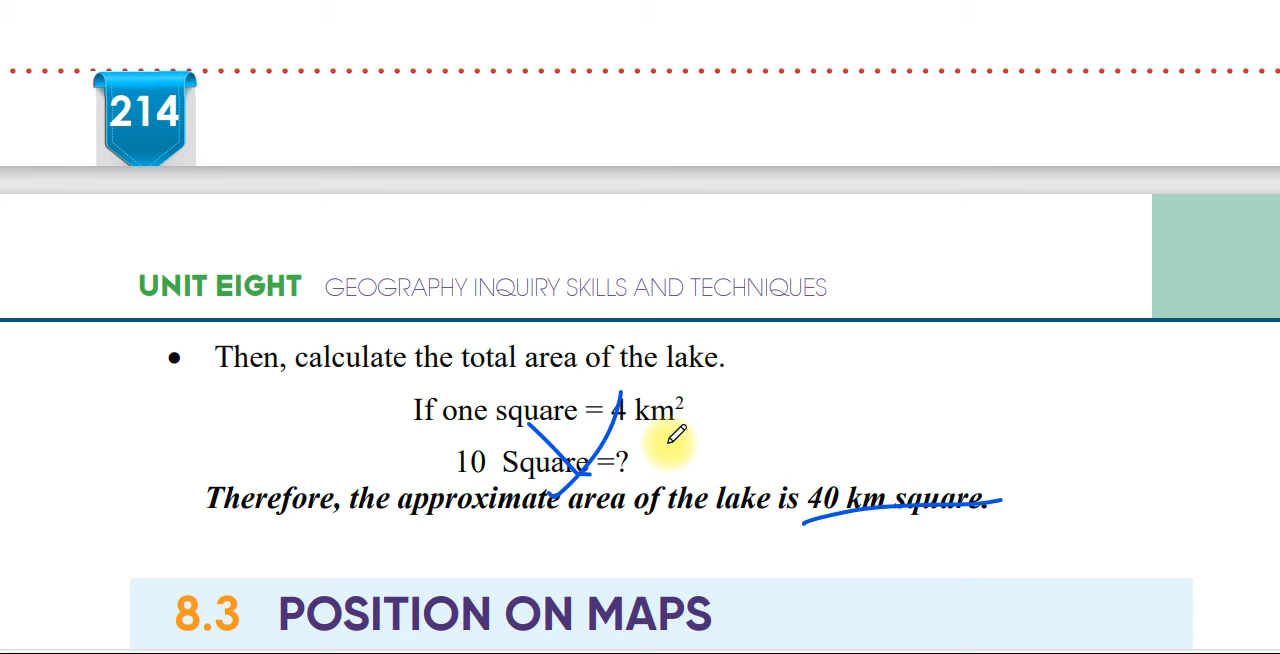 214
UNIT EIGHT GEOGRAPHY INQUIRY SKILLS AND TECHNIQUES
• Then, calculate the total area of the lake.
If one square = 4 km²
10 Square =?
Therefore, the approximate area of the lake is 40 km square.
8.3 POSITION ON MAPS